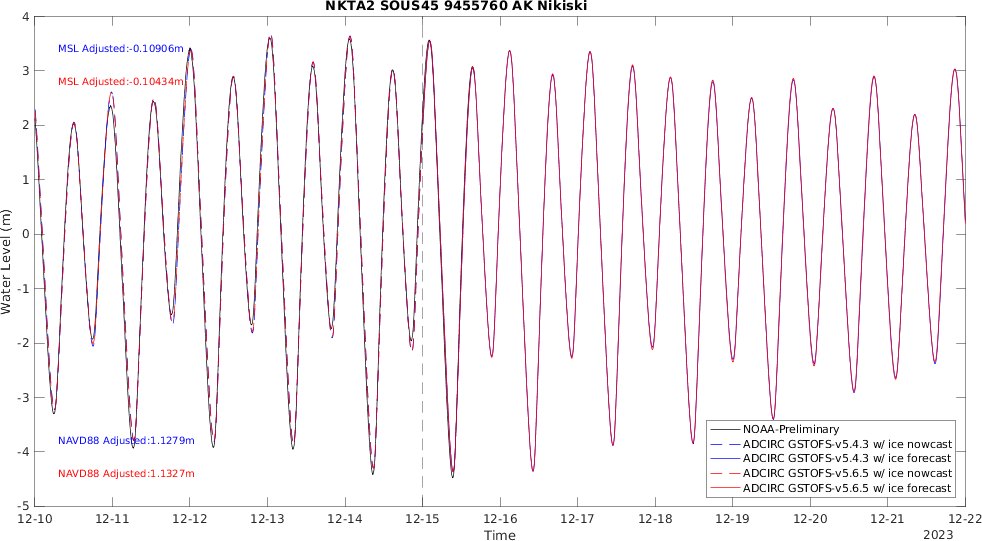 NKTA2 SOUS45 9455760 AK Nikiski
4
3
2
1
0
-1
-2
-3
-4
-5
Water Level (m)
MSL Adjusted:-0.10906m
MSL Adjusted:-0.10434m
NAVD88 Adjusted:1.1279m
NAVD88 Adjusted:1.1327m
NOAA-Preliminary
ADCIRC GSTOFS-v5.4.3 w/ ice nowcast
ADCIRC GSTOFS-v5.4.3 w/ ice forecast
ADCIRC GSTOFS-v5.6.5 w/ ice nowcast
ADCIRC GSTOFS-v5.6.5 w/ ice forecast
12-10 12-11 12-12 12-13 12-14 12-15 12-16 12-17 12-18 12-19 12-20 12-21 12-22
Time
2023